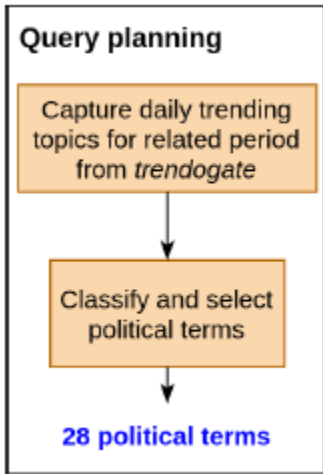 Query planning
Capture daily trending
topics for related period
from trendogate
Classify and select
political terms
28 political terms